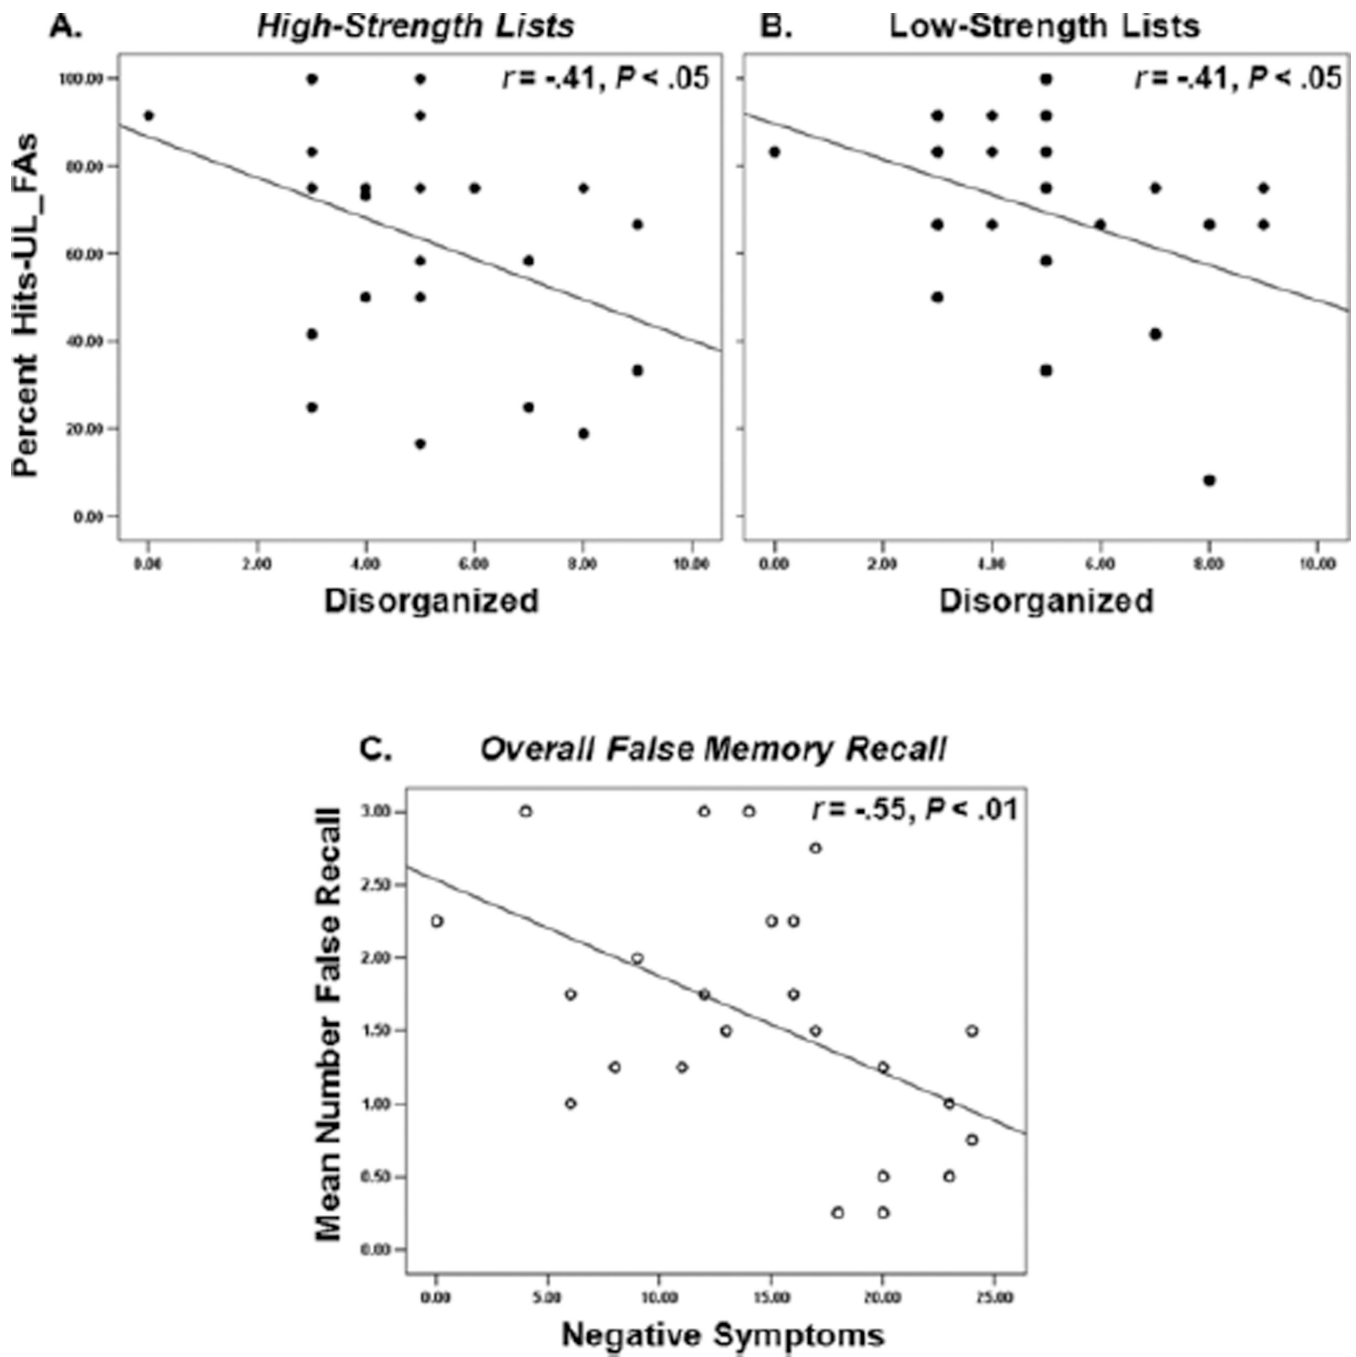 A. High-Strength Lists
r = -.41, P < .05
Percent Hits-UL_FAs
100.00
80.00
60.00
40.00
20.00
0.00
0.00 2.00 4.00 6.00 8.00 10.00
Disorganized
B. Low-Strength Lists
r = -.41, P < .05
0.00 2.00 4.00 6.00 8.00 10.00
Disorganized
C. Overall False Memory Recall
r = -.55, P < .01
Mean Number False Recall
3.00
2.50
2.00
1.50
1.00
0.50
0.00
0.00 5.00 10.00 15.00 20.00 25.00
Negative Symptoms